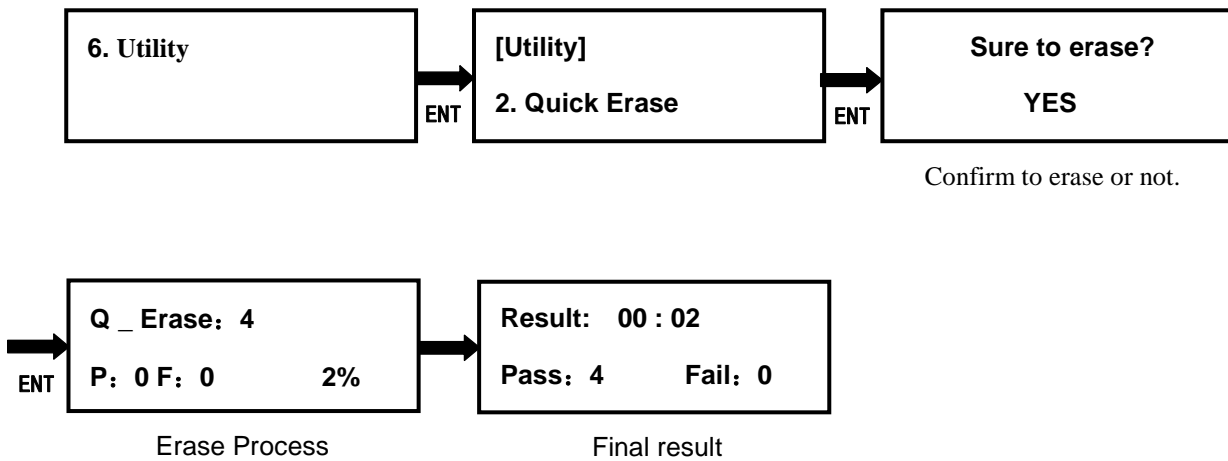 6. Utility
ENT
[Utility]
2. Quick Erase
ENT
Sure to erase?
YES
Confirm to erase or not.
ENT
Q _ Erase：4
P：0 F：0 2%
Erase Process
Result: 00 : 02
Pass：4 Fail：0
Final result